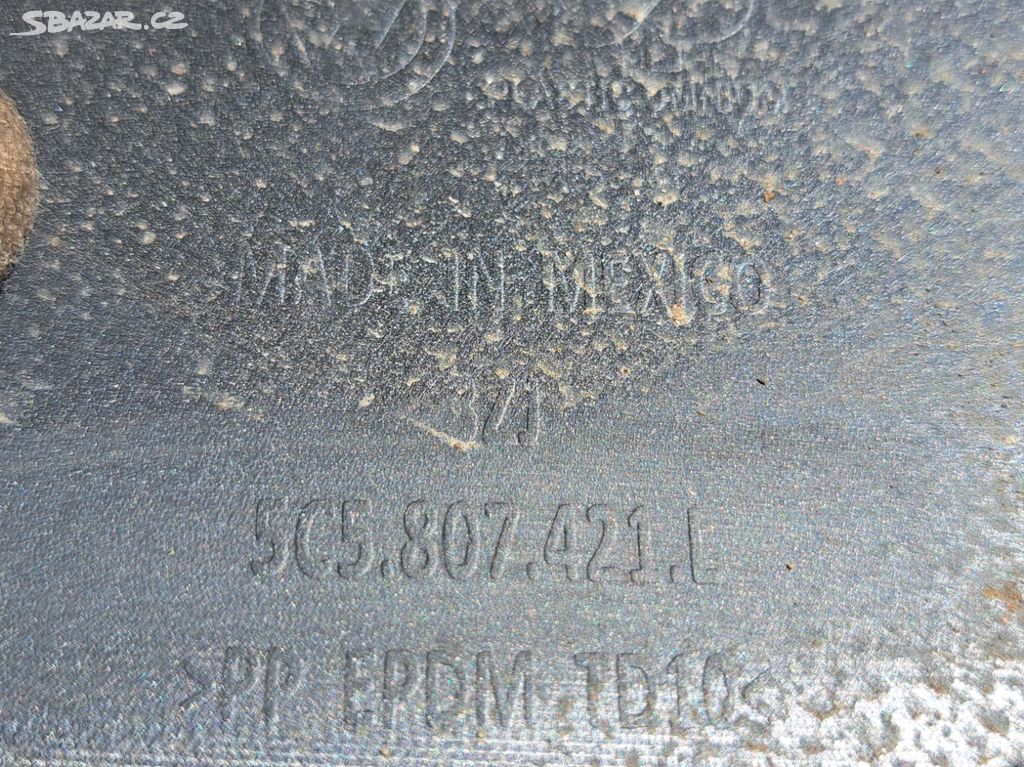 SBAZAR.CZ
MADE IN MEXICO
5C5.807.421.L
>PP EPDM TD10<